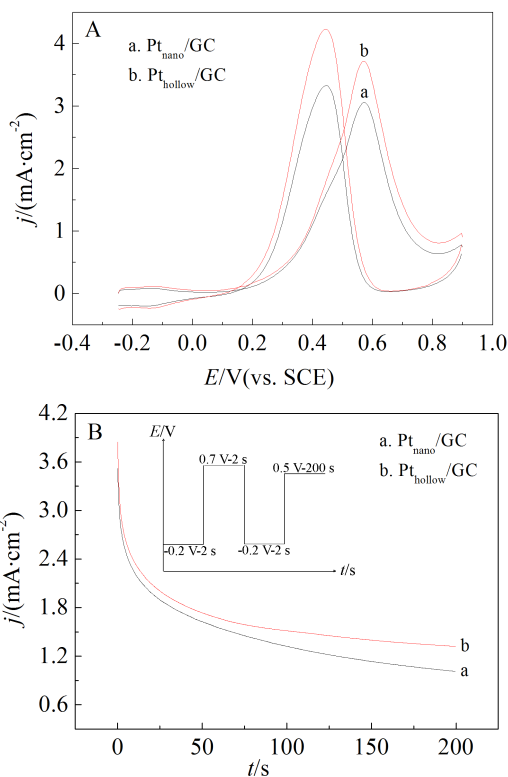 A
a. Pt_nano/GC
b. Pt_hollow/GC
b
a
4
3
2
1
0
j/(mA·cm⁻²)
-0.4 -0.2 0.0 0.2 0.4 0.6 0.8 1.0
E/V(vs. SCE)
B
E/V
a. Pt_nano/GC
b. Pt_hollow/GC
0.7 V-2 s
0.5 V-200 s
-0.2 V-2 s
-0.2 V-2 s
t/s
b
a
4.2
3.6
3.0
2.4
1.8
1.2
0.6
j/(mA·cm⁻²)
0 50 100 150 200
t/s